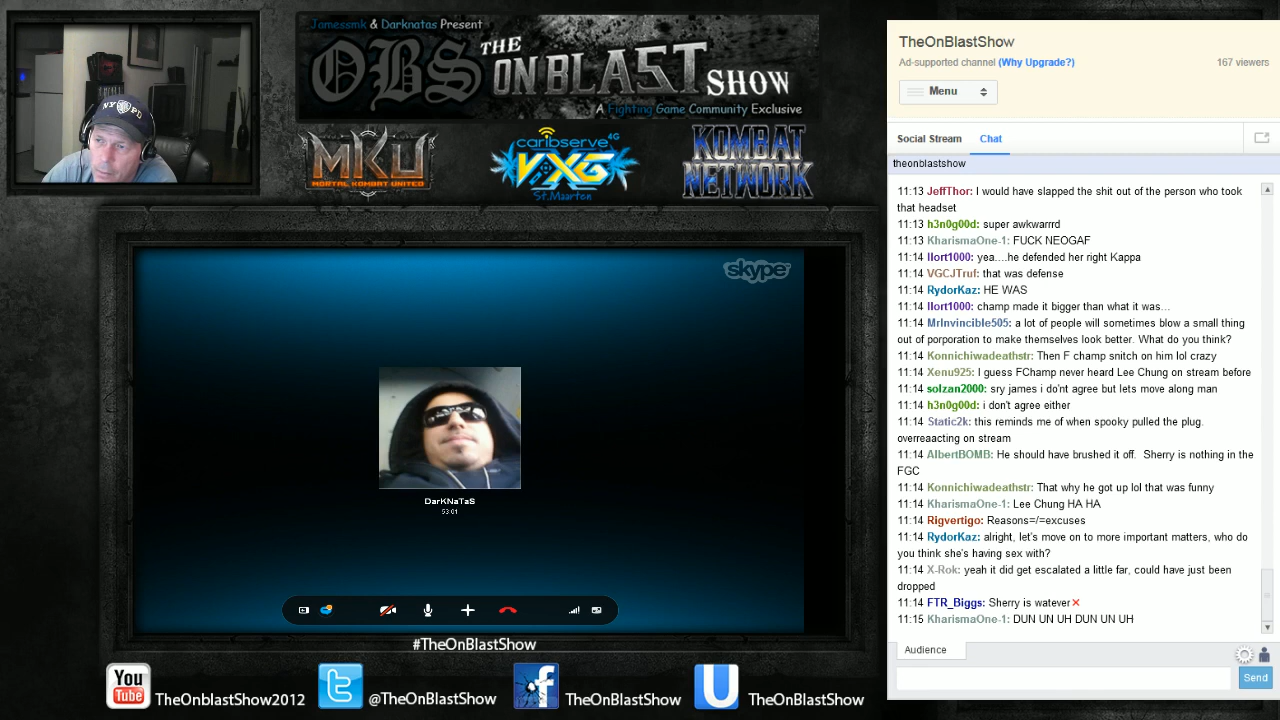 Jamessmk & Darknatas Present
OBS THE ON BLAST SHOW
A Fighting Game Community Exclusive
NYPD
MKU
MORTAL KOMBAT UNITED
caribserve 4G
VXG
St.Maarten
KOMBAT
NETWORK
skype
DarKNaTaS
53:01
#TheOnBlastShow
You Tube TheOnblastShow2012
@TheOnBlastShow
TheOnBlastShow
TheOnBlastShow
TheOnBlastShow
Ad-supported channel (Why Upgrade?) 167 viewers
Menu
Social Stream Chat
theonblastshow
11:13 JeffThor: I would have slapped the shit out of the person who took
that headset
11:13 h3n0g00d: super awkwarrrd
11:13 KharismaOne-1: FUCK NEOGAF
11:14 llort1000: yea....he defended her right Kappa
11:14 VGCJTruf: that was defense
11:14 RydorKaz: HE WAS
11:14 llort1000: champ made it bigger than what it was...
11:14 MrInvincible505: a lot of people will sometimes blow a small thing
out of porporation to make themselves look better. What do you think?
11:14 Konnichiwadeathstr: Then F champ snitch on him lol crazy
11:14 Xenu925: I guess FChamp never heard Lee Chung on stream before
11:14 solzan2000: sry james i do'nt agree but lets move along man
11:14 h3n0g00d: i don't agree either
11:14 Static2k: this reminds me of when spooky pulled the plug.
overreaacting on stream
11:14 AlbertBOMB: He should have brushed it off. Sherry is nothing in the
FGC
11:14 Konnichiwadeathstr: That why he got up lol that was funny
11:14 KharismaOne-1: Lee Chung HA HA
11:14 Rigvertigo: Reasons=/=excuses
11:14 RydorKaz: alright, let's move on to more important matters, who do
you think she's having sex with?
11:14 X-Rok: yeah it did get escalated a little far, could have just been
dropped
11:14 FTR_Biggs: Sherry is watever
11:15 KharismaOne-1: DUN UN UH DUN UN UH
Audience
Send